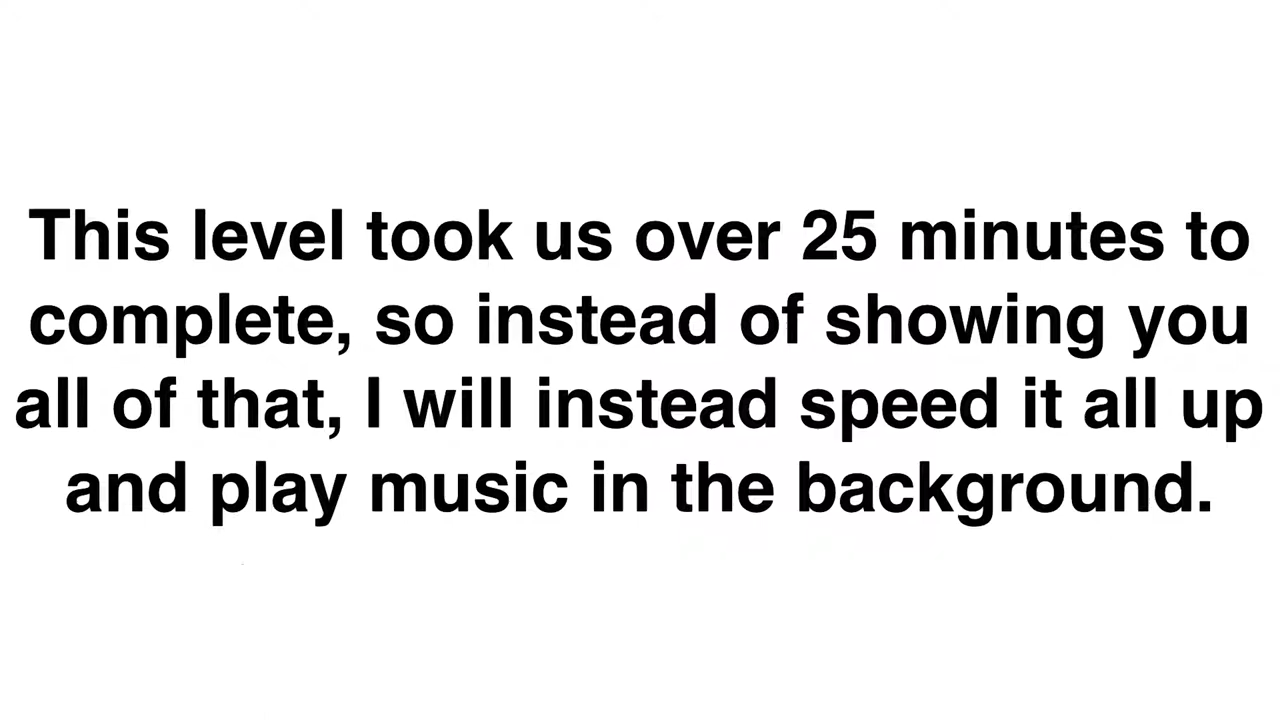 This level took us over 25 minutes to
complete, so instead of showing you
all of that, I will instead speed it all up
and play music in the background.